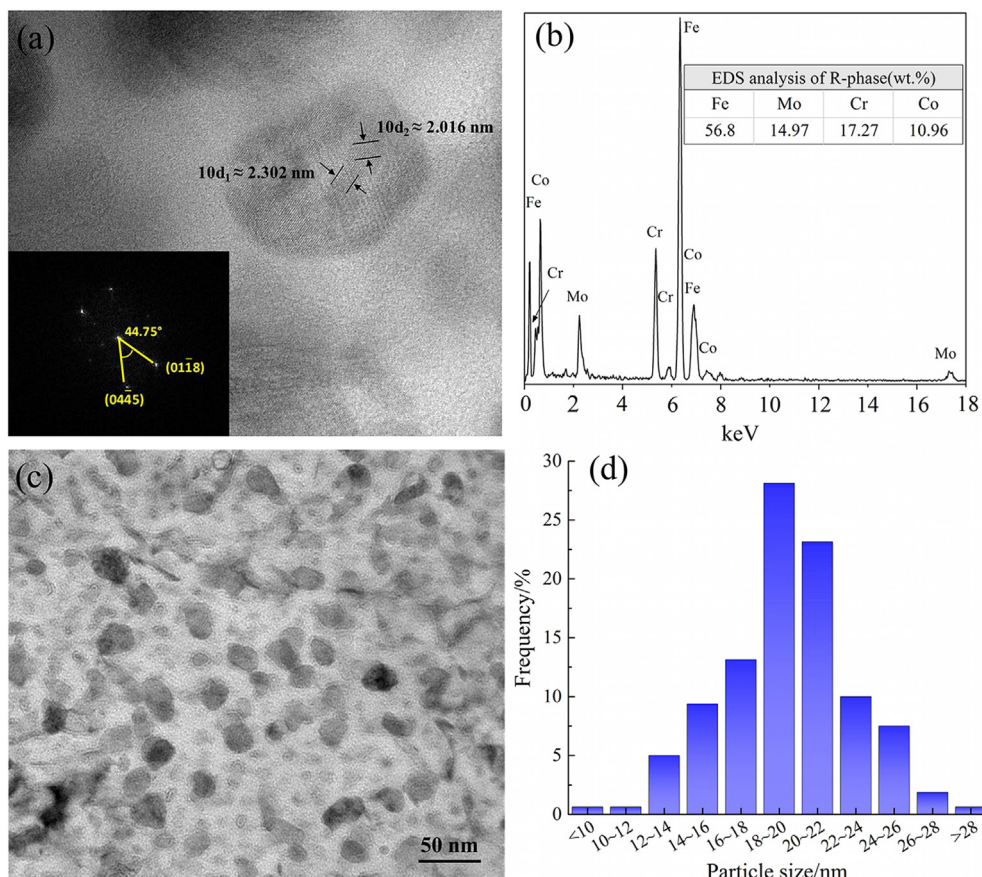 (a)
10d₂ ≈ 2.016 nm
10d₁ ≈ 2.302 nm
44.75°
(011̄8)
(044̄5)
(b)
Fe
EDS analysis of R-phase(wt.%)
Fe Mo Cr Co
56.8 14.97 17.27 10.96
Co
Fe
Cr
Cr
Co
Cr
Mo
Fe
Co
Mo
0 2 4 6 8 10 12 14 16 18
keV
(c)
50 nm
(d)
30
25
20
15
10
5
0
Frequency/%
<10 10~12 12~14 14~16 16~18 18~20 20~22 22~24 24~26 26~28 >28
Particle size/nm